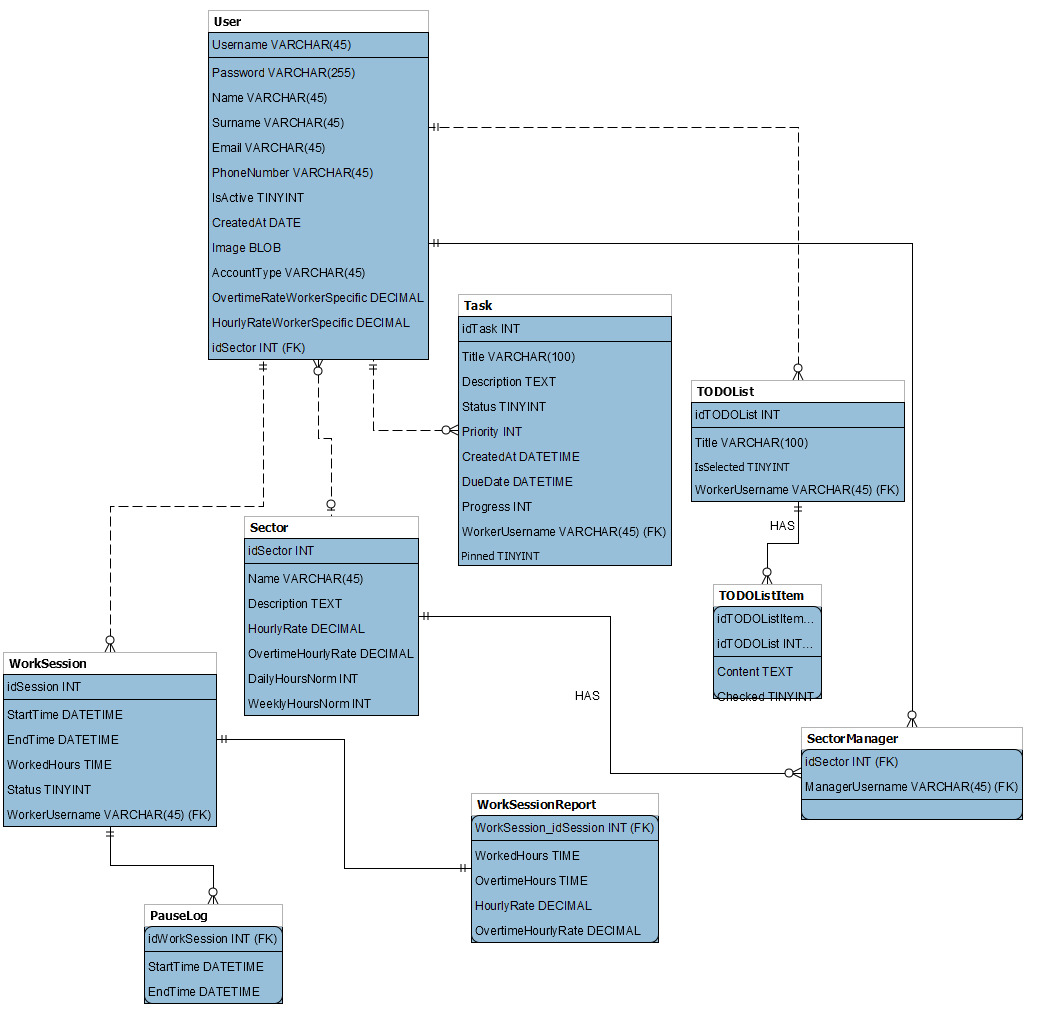 User
Username VARCHAR(45)
Password VARCHAR(255)
Name VARCHAR(45)
Surname VARCHAR(45)
Email VARCHAR(45)
PhoneNumber VARCHAR(45)
IsActive TINYINT
CreatedAt DATE
Image BLOB
AccountType VARCHAR(45)
OvertimeRateWorkerSpecific DECIMAL
HourlyRateWorkerSpecific DECIMAL
idSector INT (FK)
Task
idTask INT
Title VARCHAR(100)
Description TEXT
Status TINYINT
Priority INT
CreatedAt DATETIME
DueDate DATETIME
Progress INT
WorkerUsername VARCHAR(45) (FK)
Pinned TINYINT
TODOList
idTODOList INT
Title VARCHAR(100)
IsSelected TINYINT
WorkerUsername VARCHAR(45) (FK)
HAS
Sector
idSector INT
Name VARCHAR(45)
Description TEXT
HourlyRate DECIMAL
OvertimeHourlyRate DECIMAL
DailyHoursNorm INT
WeeklyHoursNorm INT
TODOListItem
idTODOListItem...
idTODOList INT...
Content TEXT
Checked TINYINT
HAS
WorkSession
idSession INT
StartTime DATETIME
EndTime DATETIME
WorkedHours TIME
Status TINYINT
WorkerUsername VARCHAR(45) (FK)
SectorManager
idSector INT (FK)
ManagerUsername VARCHAR(45) (FK)
WorkSessionReport
WorkSession_idSession INT (FK)
WorkedHours TIME
OvertimeHours TIME
HourlyRate DECIMAL
OvertimeHourlyRate DECIMAL
PauseLog
idWorkSession INT (FK)
StartTime DATETIME
EndTime DATETIME